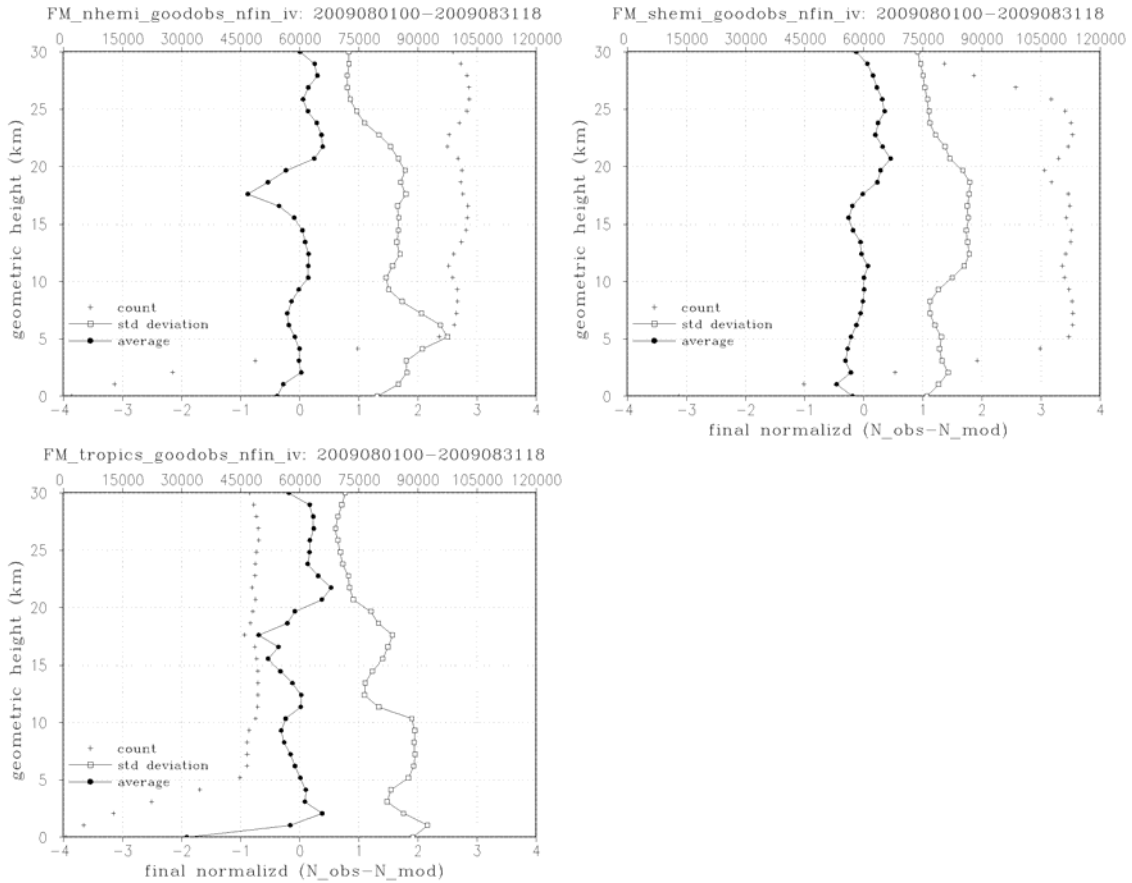 FM_nhemi_goodobs_nfin_iv: 2009080100−2009083118
0 15000 30000 45000 60000 75000 90000 105000 120000
30
25
20
15
10
5
0
geometric height (km)
count
std deviation
average
−4 −3 −2 −1 0 1 2 3 4
FM_shemi_goodobs_nfin_iv: 2009080100−2009083118
0 15000 30000 45000 60000 75000 90000 105000 120000
30
25
20
15
10
5
0
geometric height (km)
count
std deviation
average
−4 −3 −2 −1 0 1 2 3 4
final normalizd (N_obs−N_mod)
FM_tropics_goodobs_nfin_iv: 2009080100−2009083118
0 15000 30000 45000 60000 75000 90000 105000 120000
30
25
20
15
10
5
0
geometric height (km)
count
std deviation
average
−4 −3 −2 −1 0 1 2 3 4
final normalizd (N_obs−N_mod)